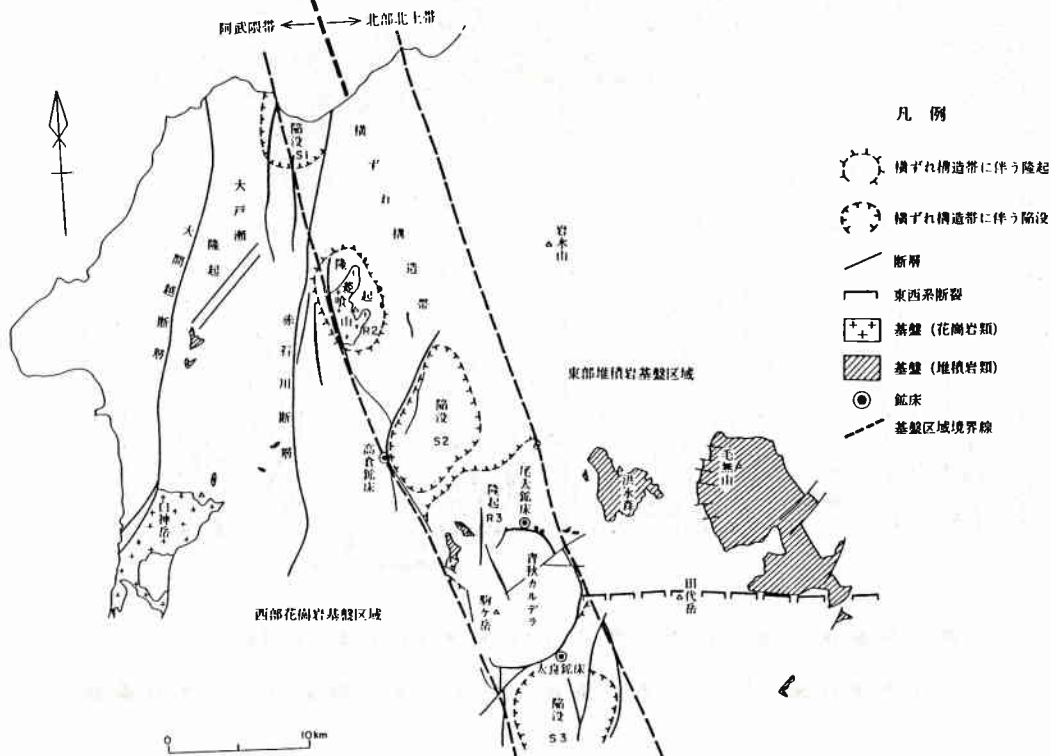 阿武隈帯
北部北上帯
凡例
横ずれ構造帯に伴う隆起
横ずれ構造帯に伴う陥没
断層
東西系断裂
基盤(花崗岩類)
基盤(堆積岩類)
鉱床
基盤区域境界線
陥没
S1
横ずれ構造帯
大戸瀬
隆起
大間越断層
赤石川断層
岩木山
隆起
R2
東部堆積岩基盤区域
陥没
S2
高倉鉱床
隆起
R3
尾太鉱床
青秋カルデラ
駒ヶ岳
毛無山
田代岳
白神岳
西部花崗岩基盤区域
太良鉱床
陥没
S3
0
10km